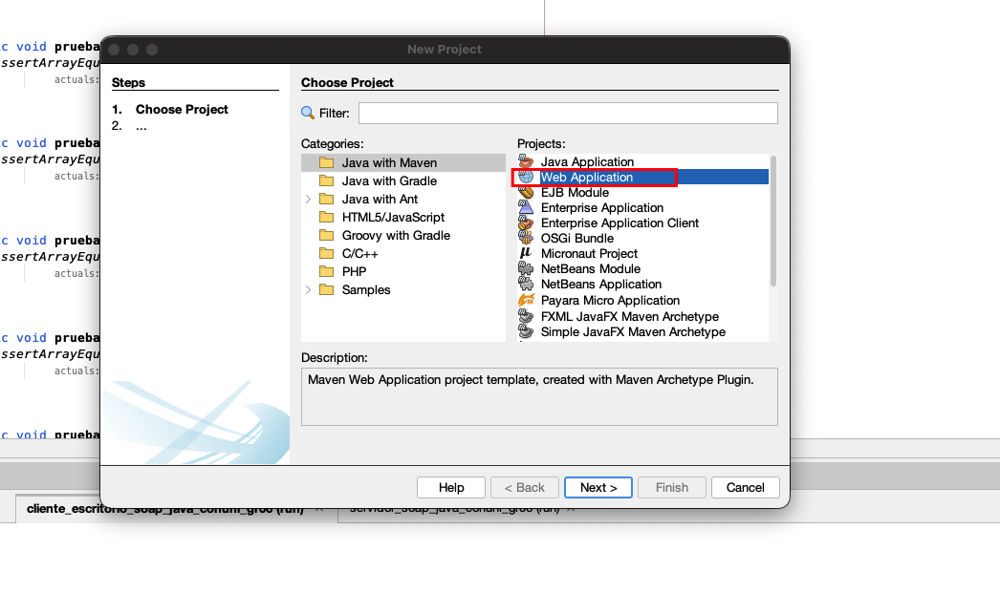 New Project
Steps
1. Choose Project
2. ...
Choose Project
Filter:
Categories:
Java with Maven
Java with Gradle
Java with Ant
HTML5/JavaScript
Groovy with Gradle
C/C++
PHP
Samples
Projects:
Java Application
Web Application
EJB Module
Enterprise Application
Enterprise Application Client
OSGi Bundle
Micronaut Project
NetBeans Module
NetBeans Application
Payara Micro Application
FXML JavaFX Maven Archetype
Simple JavaFX Maven Archetype
Description:
Maven Web Application project template, created with Maven Archetype Plugin.
Help
< Back
Next >
Finish
Cancel
c void prueba
ssertArrayEqu
actuals:
c void prueba
ssertArrayEqu
actuals:
c void prueba
ssertArrayEqu
actuals:
c void prueba
ssertArrayEqu
actuals:
c void prueba
cliente_escritorio_soap_java_conuni_gr06 (run) ×
servidor_soap_java_conuni_gr06 (run) ×